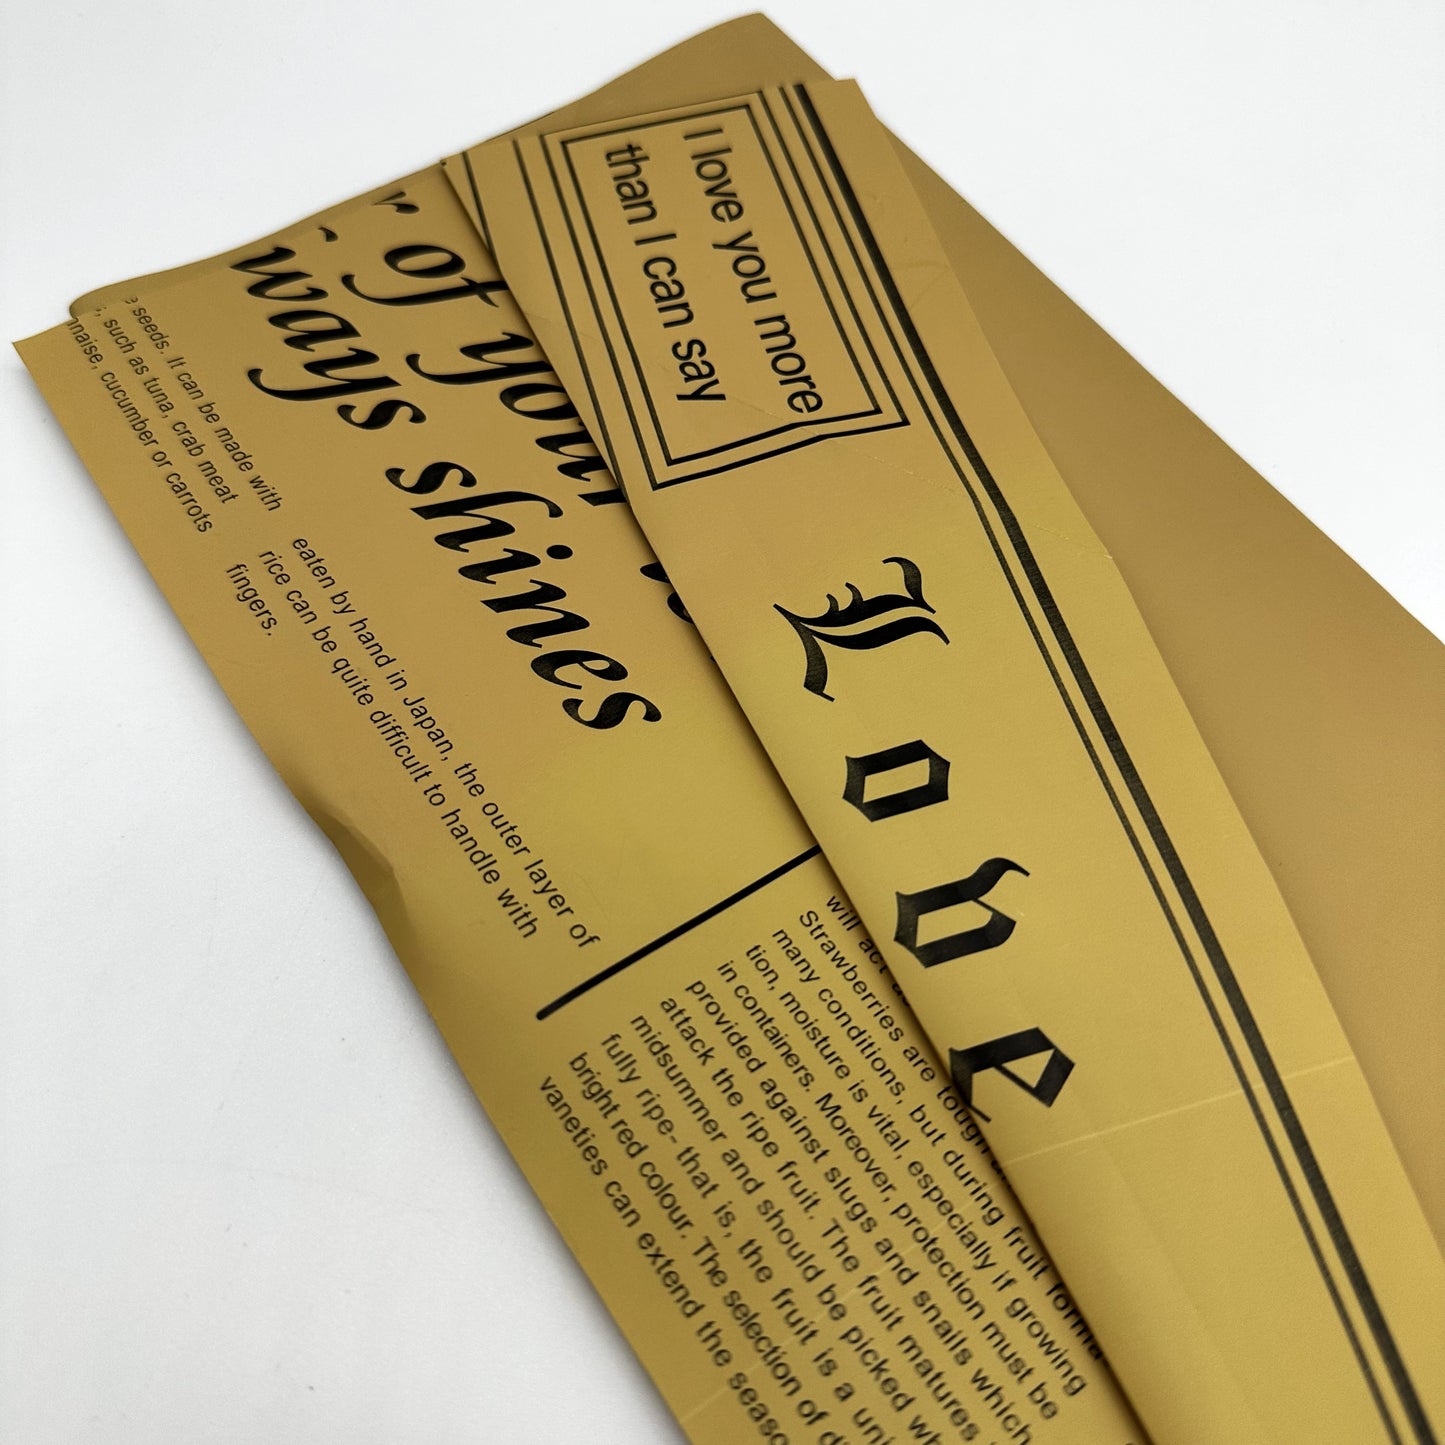 I love you more
than I can say
Lobe
of your
ways shines
seeds. It can be made with
such as tuna, crab meat
cucumber or carrots
eaten by hand in Japan, the outer layer of
rice can be quite difficult to handle with
fingers.
will act
Strawberries are tough
many conditions, but during fruit forma
tion, moisture is vital, especially if growing
in containers. Moreover, protection must be
provided against slugs and snails which
attack the ripe fruit. The fruit matures
midsummer and should be picked
fully ripe- that is, the fruit is a
bright red colour. The selection of
vaneties can extend the